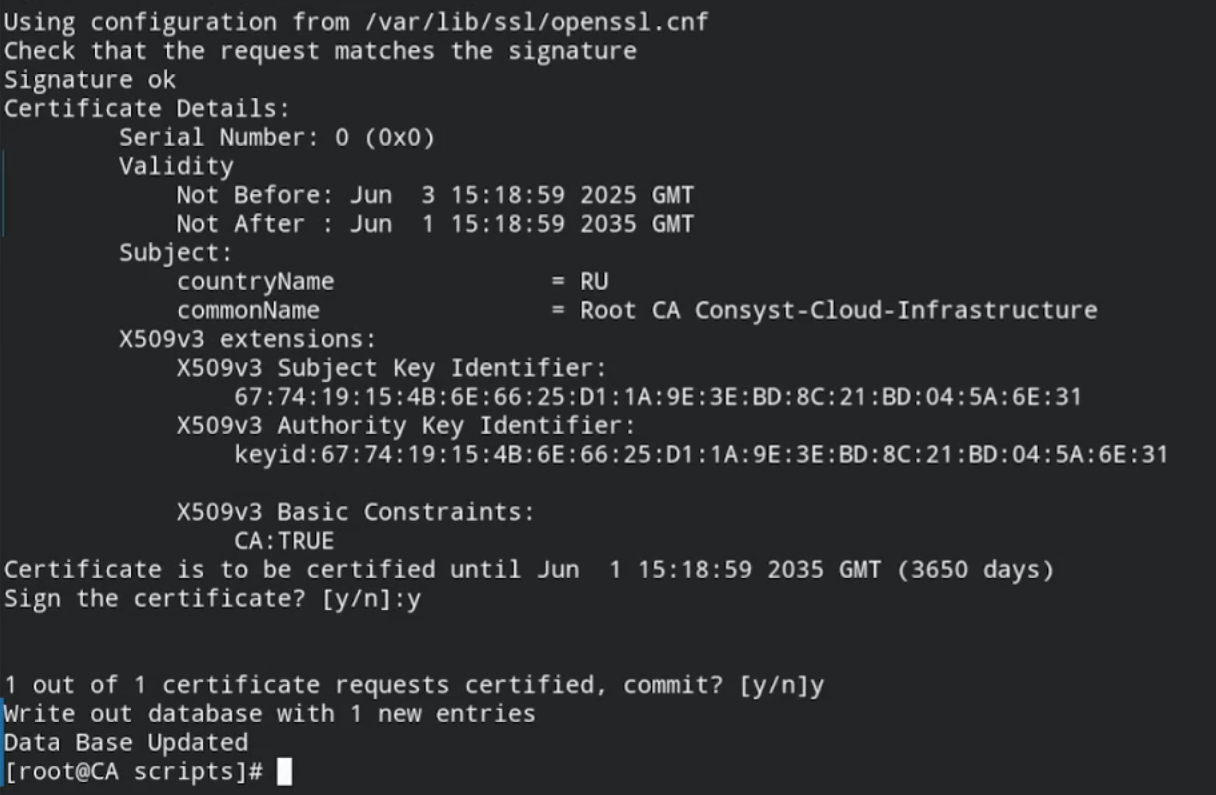 Using configuration from /var/lib/ssl/openssl.cnf
Check that the request matches the signature
Signature ok
Certificate Details:
        Serial Number: 0 (0x0)
        Validity
            Not Before: Jun  3 15:18:59 2025 GMT
            Not After : Jun  1 15:18:59 2035 GMT
        Subject:
            countryName               = RU
            commonName                = Root CA Consyst-Cloud-Infrastructure
        X509v3 extensions:
            X509v3 Subject Key Identifier:
                67:74:19:15:4B:6E:66:25:D1:1A:9E:3E:BD:8C:21:BD:04:5A:6E:31
            X509v3 Authority Key Identifier:
                keyid:67:74:19:15:4B:6E:66:25:D1:1A:9E:3E:BD:8C:21:BD:04:5A:6E:31
            X509v3 Basic Constraints:
                CA:TRUE
Certificate is to be certified until Jun  1 15:18:59 2035 GMT (3650 days)
Sign the certificate? [y/n]:y
1 out of 1 certificate requests certified, commit? [y/n]y
Write out database with 1 new entries
Data Base Updated
[root@CA scripts]#